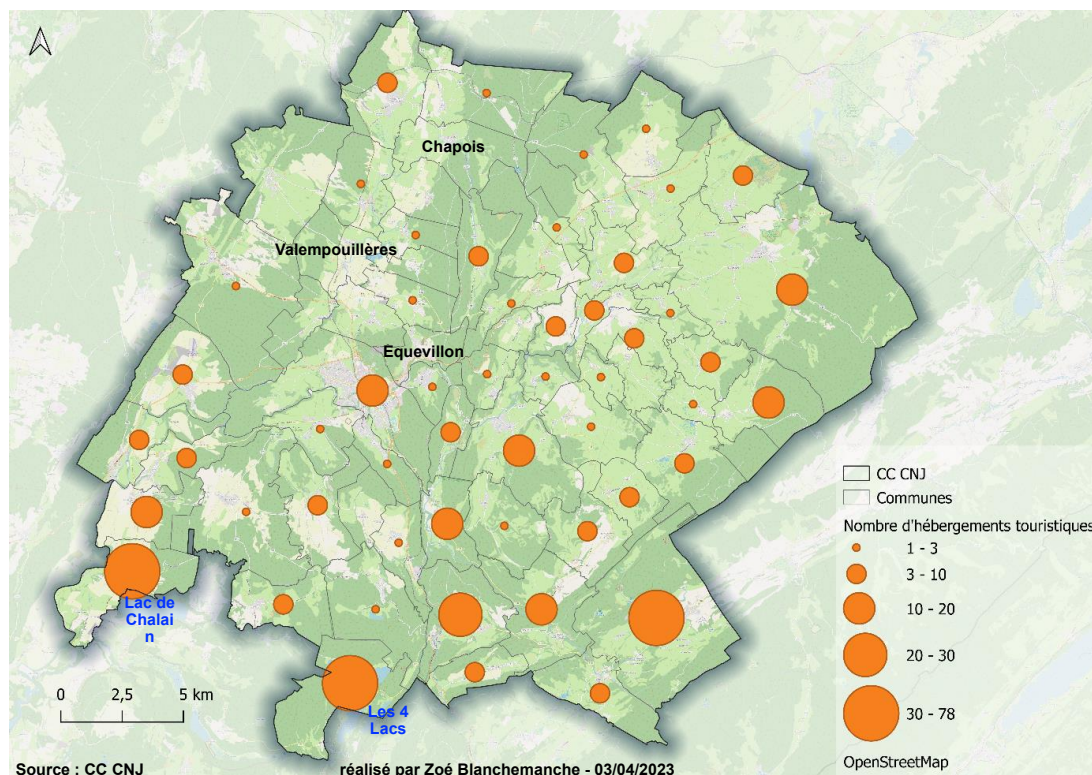 Chapois
Valempouillères
Equevillon
Lac de
Chalai
n
Les 4
Lacs
0 2,5 5 km
CC CNJ
Communes
Nombre d'hébergements touristiques
1 - 3
3 - 10
10 - 20
20 - 30
30 - 78
OpenStreetMap
Source : CC CNJ
réalisé par Zoé Blanchemanche - 03/04/2023